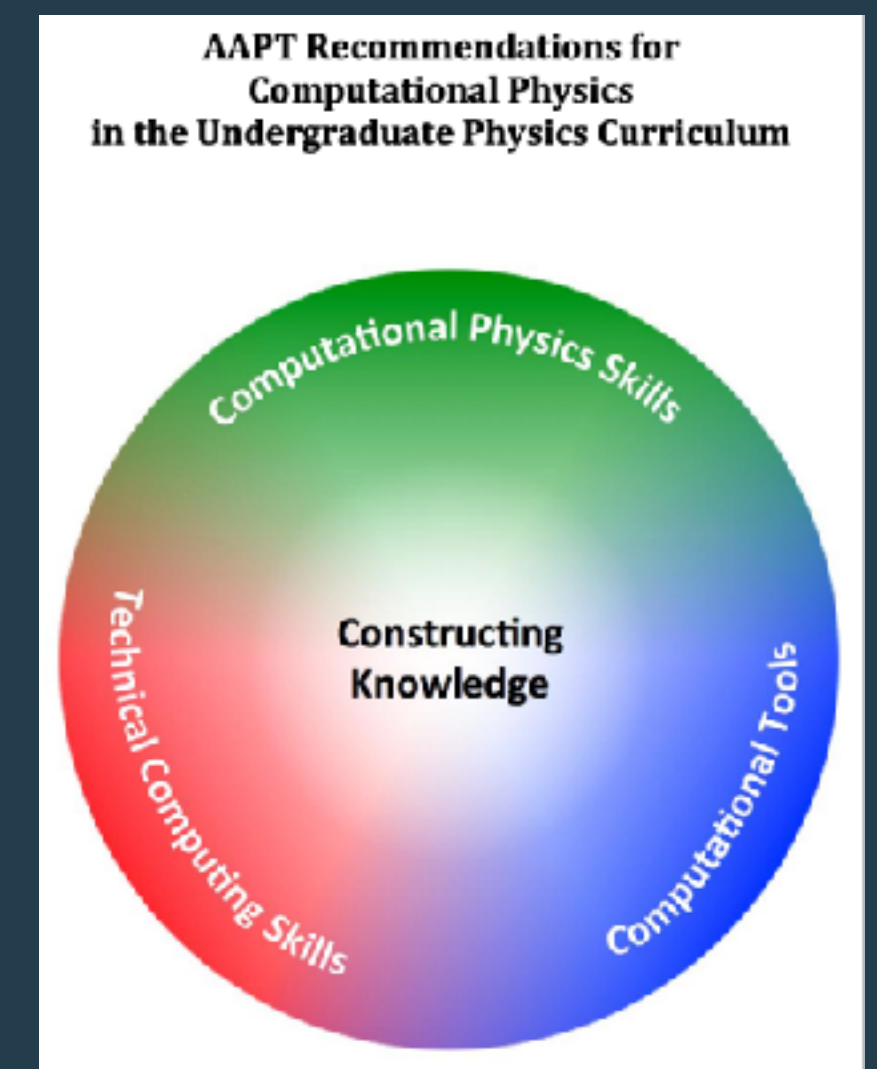 AAPT Recommendations for
Computational Physics
in the Undergraduate Physics Curriculum
Computational Physics Skills
Technical Computing Skills
Constructing
Knowledge
Computational Tools